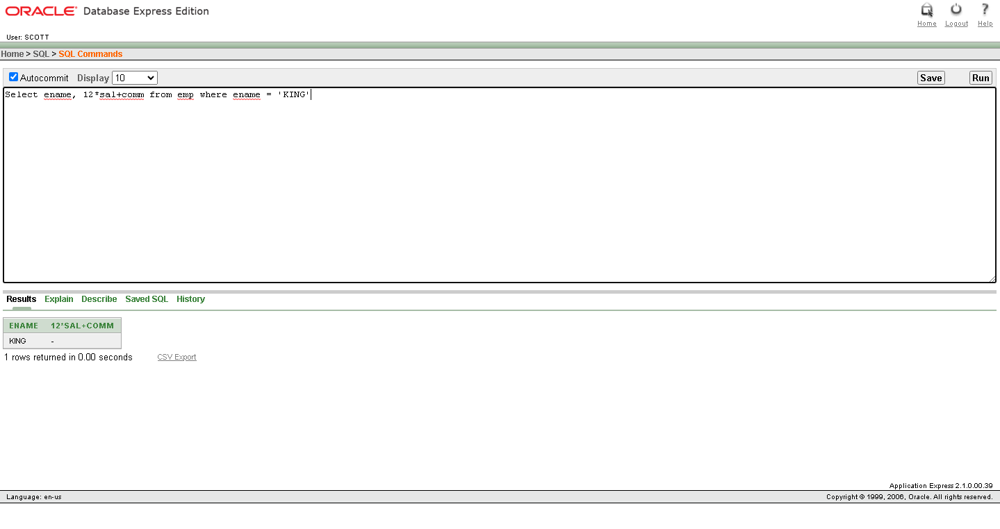 ORACLE Database Express Edition
Home Logout Help
User: SCOTT
Home > SQL > SQL Commands
Autocommit Display 10 Save Run
Select ename, 12*sal+comm from emp where ename = 'KING'
Results Explain Describe Saved SQL History
ENAME 12*SAL+COMM
KING -
1 rows returned in 0.00 seconds CSV Export
Application Express 2.1.0.00.39
Language: en-us Copyright © 1999, 2006, Oracle. All rights reserved.